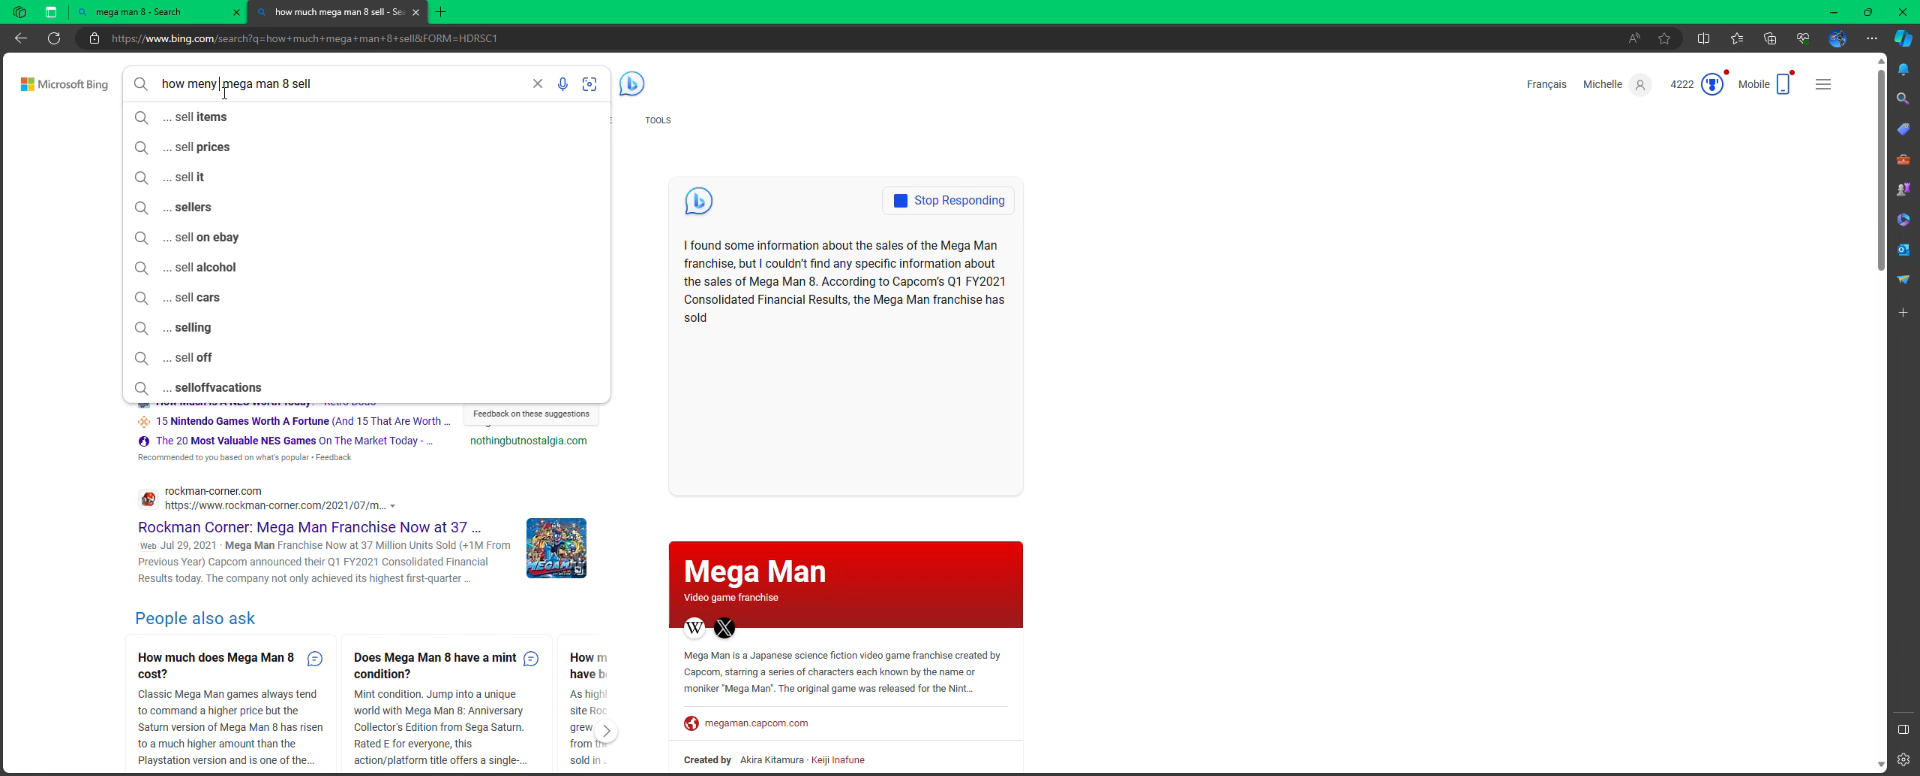 mega man 8 - Search
how much mega man 8 sell - Se
https://www.bing.com/search?q=how+much+mega+man+8+sell&FORM=HDRSC1
Microsoft Bing
how meny mega man 8 sell
Français
Michelle
4222
Mobile
... sell items
... sell prices
... sell it
... sellers
... sell on ebay
... sell alcohol
... sell cars
... selling
... sell off
... selloffvacations
Feedback on these suggestions
TOOLS
15 Nintendo Games Worth A Fortune (And 15 That Are Worth ...
The 20 Most Valuable NES Games On The Market Today - ...
nothingbutnostalgia.com
Recommended to you based on what's popular • Feedback
rockman-corner.com
https://www.rockman-corner.com/2021/07/m...
Rockman Corner: Mega Man Franchise Now at 37 ...
Web Jul 29, 2021 · Mega Man Franchise Now at 37 Million Units Sold (+1M From
Previous Year) Capcom announced their Q1 FY2021 Consolidated Financial
Results today. The company not only achieved its highest first-quarter ...
People also ask
How much does Mega Man 8
cost?
Classic Mega Man games always tend
to command a higher price but the
Saturn version of Mega Man 8 has risen
to a much higher amount than the
Playstation version and is one of the...
Does Mega Man 8 have a mint
condition?
Mint condition. Jump into a unique
world with Mega Man 8: Anniversary
Collector's Edition from Sega Saturn.
Rated E for everyone, this
action/platform title offers a single-...
How m
have b
As high
site Roc
grew
from th
sold in
Stop Responding
I found some information about the sales of the Mega Man
franchise, but I couldn't find any specific information about
the sales of Mega Man 8. According to Capcom's Q1 FY2021
Consolidated Financial Results, the Mega Man franchise has
sold
Mega Man
Video game franchise
W
Mega Man is a Japanese science fiction video game franchise created by
Capcom, starring a series of characters each known by the name or
moniker "Mega Man". The original game was released for the Nint...
megaman.capcom.com
Created by Akira Kitamura · Keiji Inafune